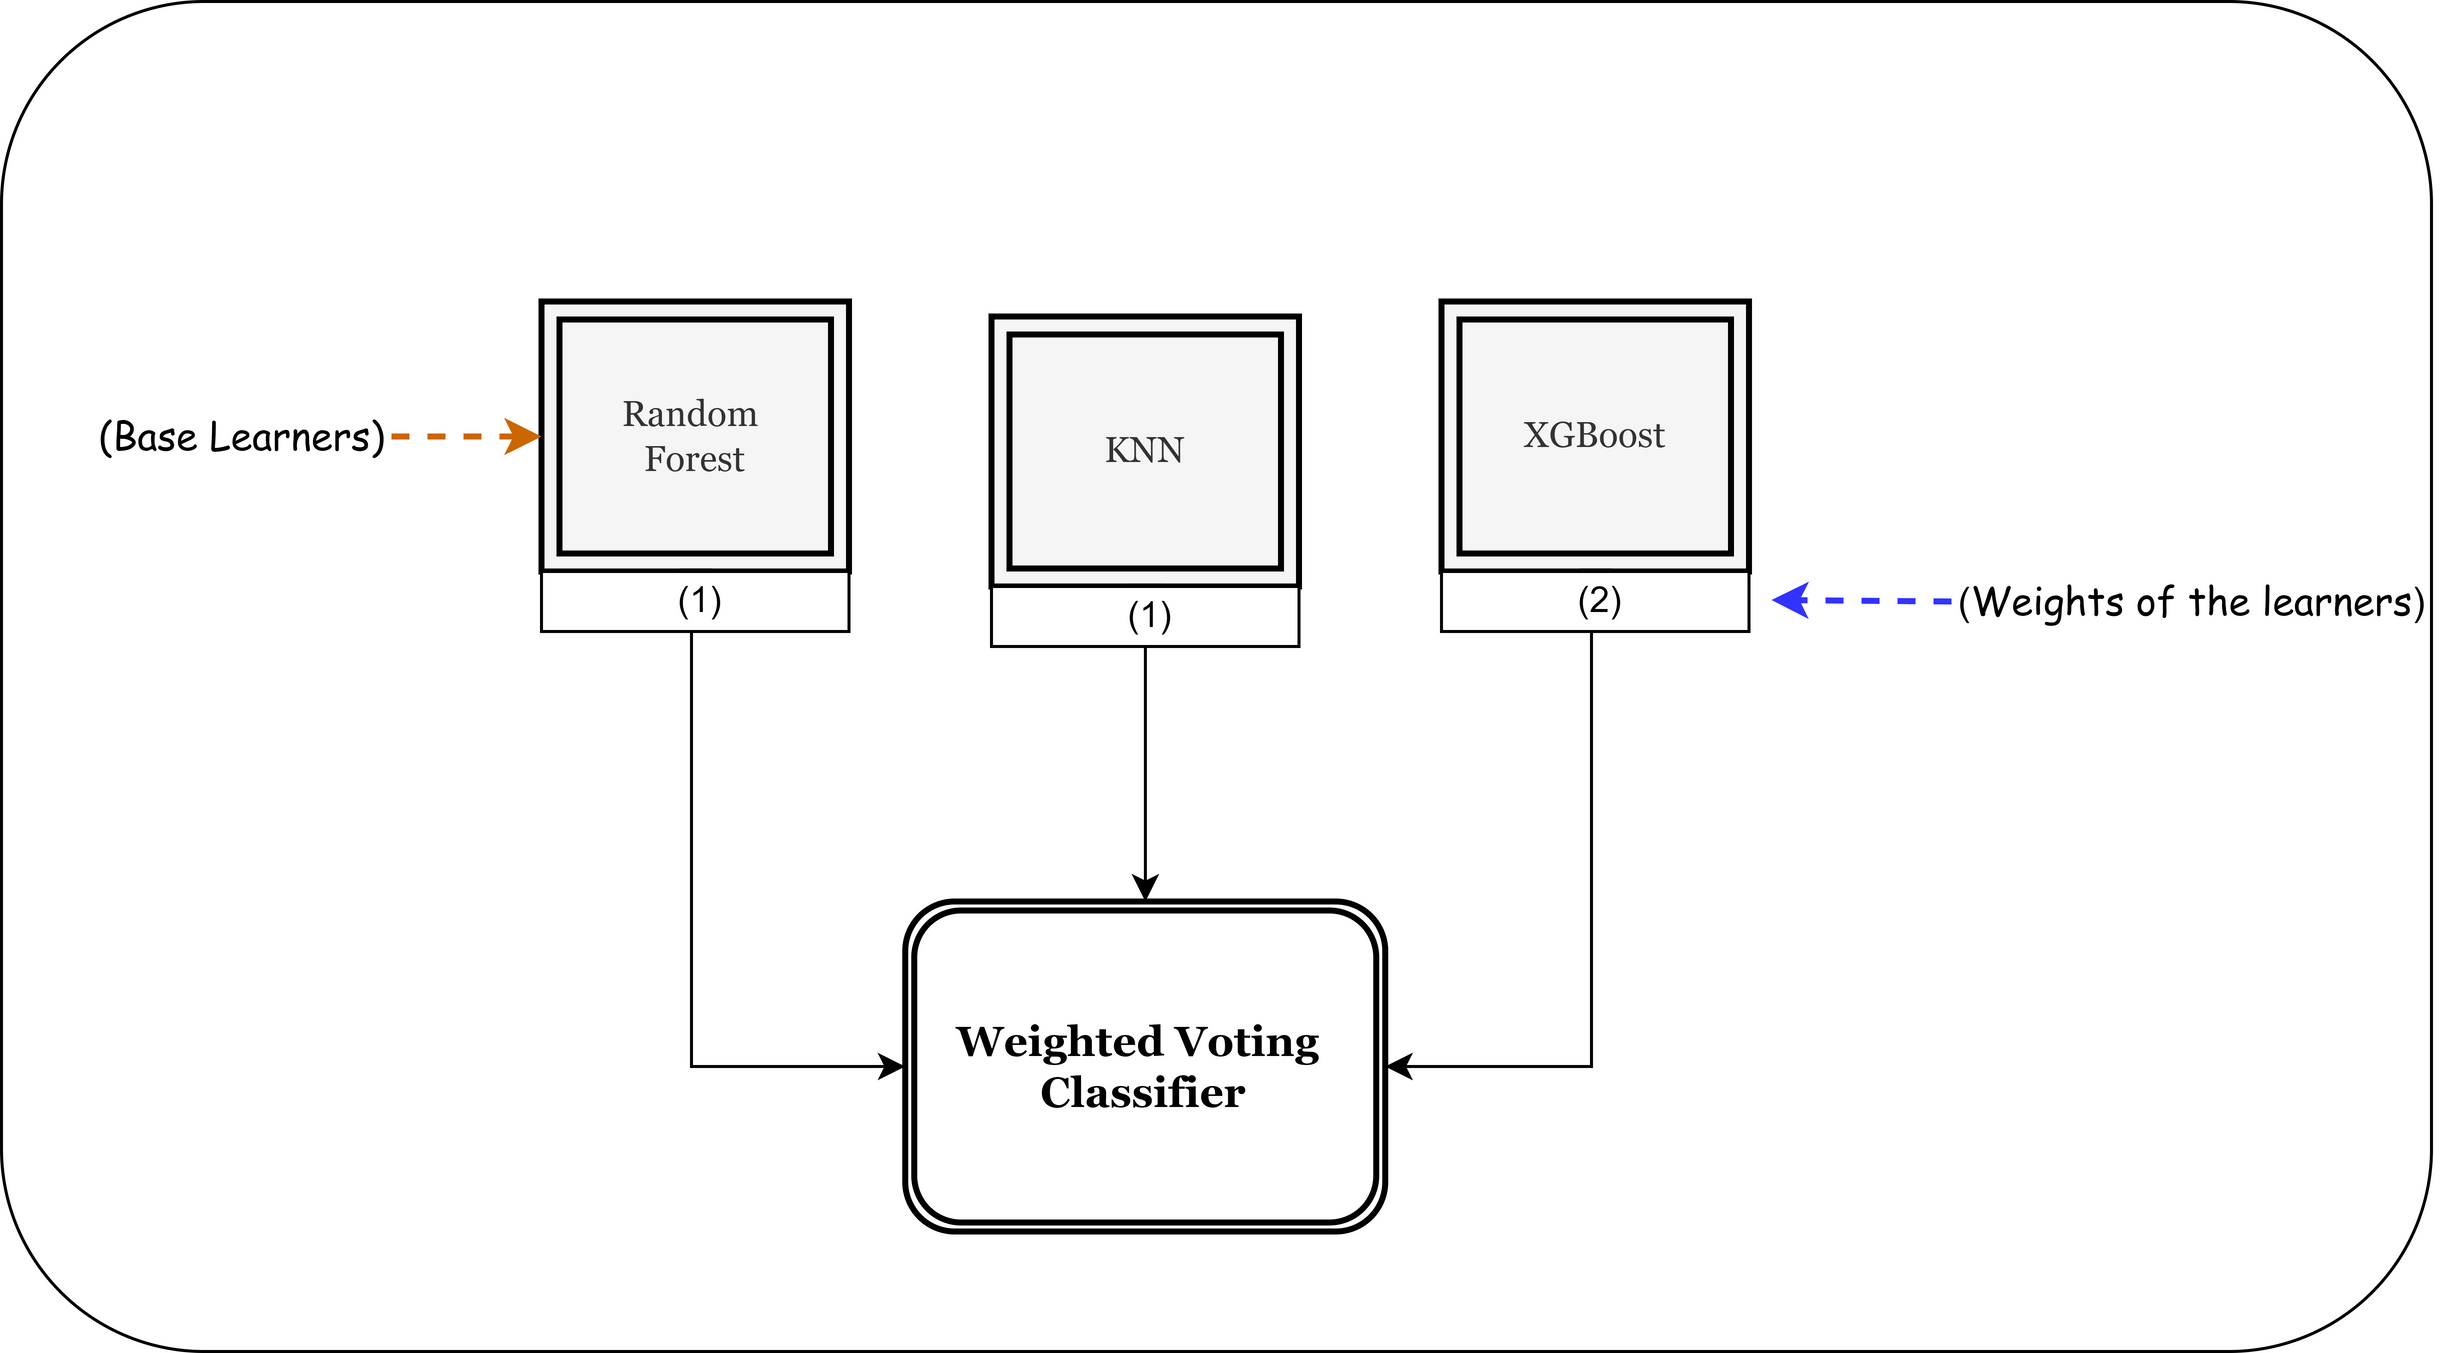 (Base Learners)
Random
Forest
KNN
XGBoost
(1)
(1)
(2)
(Weights of the learners)
Weighted Voting
Classifier